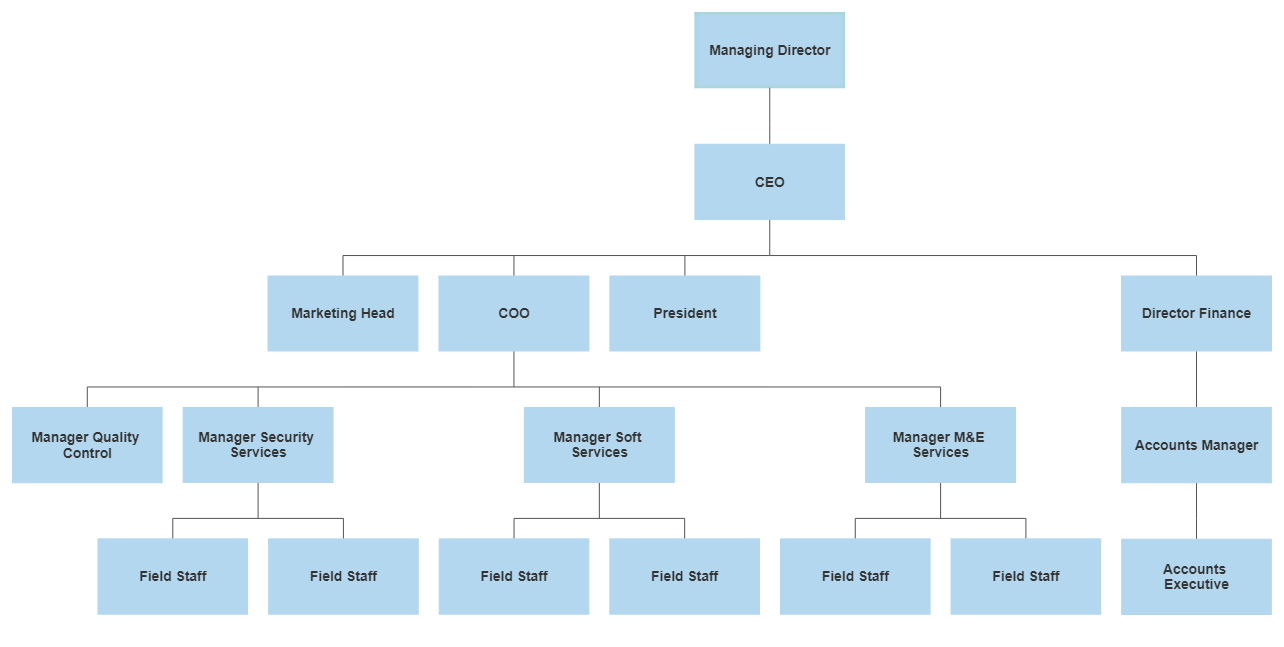 Managing Director
CEO
Marketing Head
COO
President
Director Finance
Manager Quality
Control
Manager Security
Services
Manager Soft
Services
Manager M&E
Services
Accounts Manager
Field Staff
Field Staff
Field Staff
Field Staff
Field Staff
Field Staff
Accounts
Executive